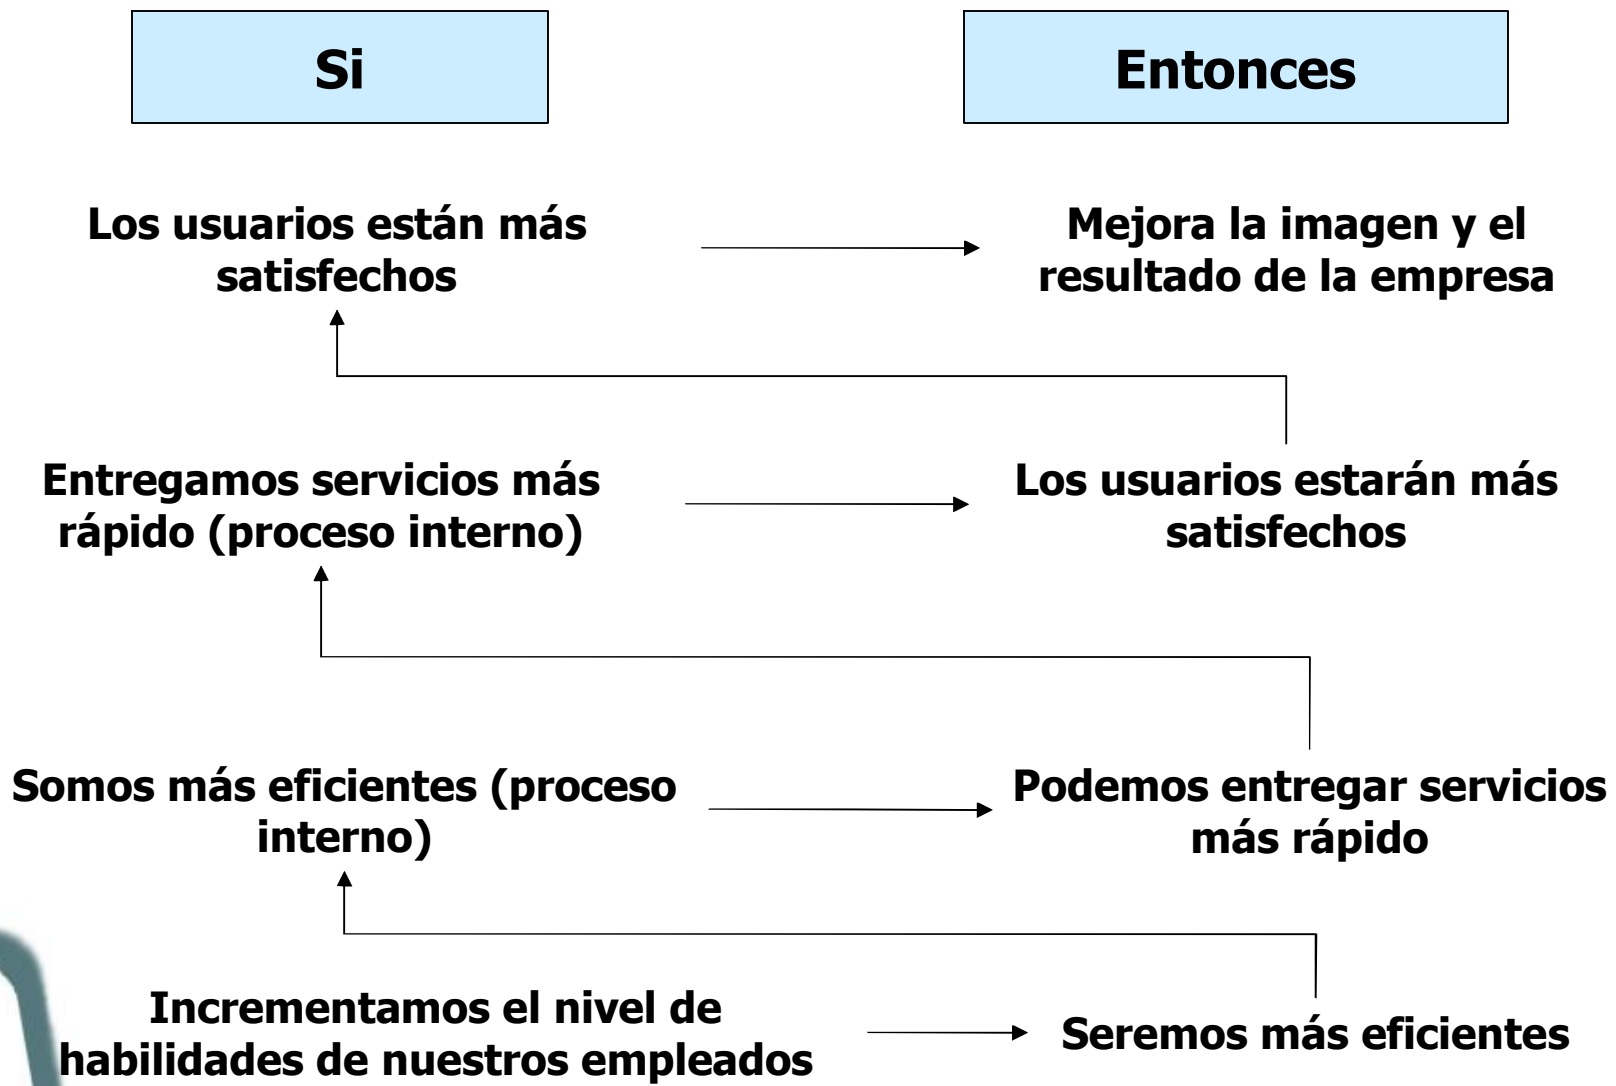 Si
Entonces
Los usuarios están más
satisfechos
Mejora la imagen y el
resultado de la empresa
Entregamos servicios más
rápido (proceso interno)
Los usuarios estarán más
satisfechos
Somos más eficientes (proceso
interno)
Podemos entregar servicios
más rápido
Incrementamos el nivel de
habilidades de nuestros empleados
Seremos más eficientes